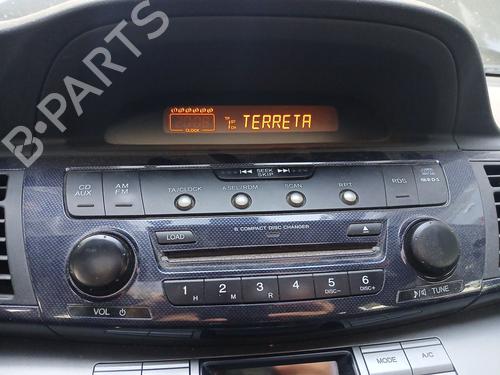 B-PARTS
CLOCK
TERRETA
SEEK
SKIP
CD
AUX
AM
FM
TA/CLOCK
A.SEL/RDM
SCAN
RPT
RDS
LOAD
6 COMPACT DISC CHANGER
1 2 3 4 5 6
H M R DISC- DISC+
VOL
TUNE
MODE
A/C